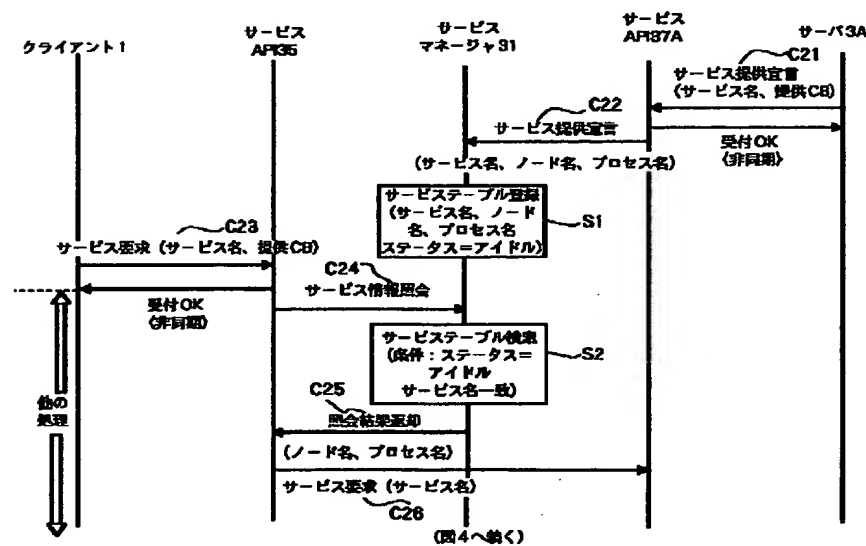 クライアント1
サービス
API35
サービス
マネージャ31
サービス
API37A
サーバ3A
C21
サービス提供宣言
(サービス名、提供CB)
C22
サービス提供宣言
受付OK
(非同期)
(サービス名、ノード名、プロセス名)
サービステーブル登録
(サービス名、ノード
名、プロセス名
ステータス=アイドル)
S1
C23
サービス要求(サービス名、提供CB)
C24
サービス情報照会
受付OK
(非同期)
サービステーブル検索
(条件:ステータス=
アイドル
サービス名一致)
S2
他の
処理
C25
照会結果返却
(ノード名、プロセス名)
サービス要求(サービス名)
C26
(図4へ続く)